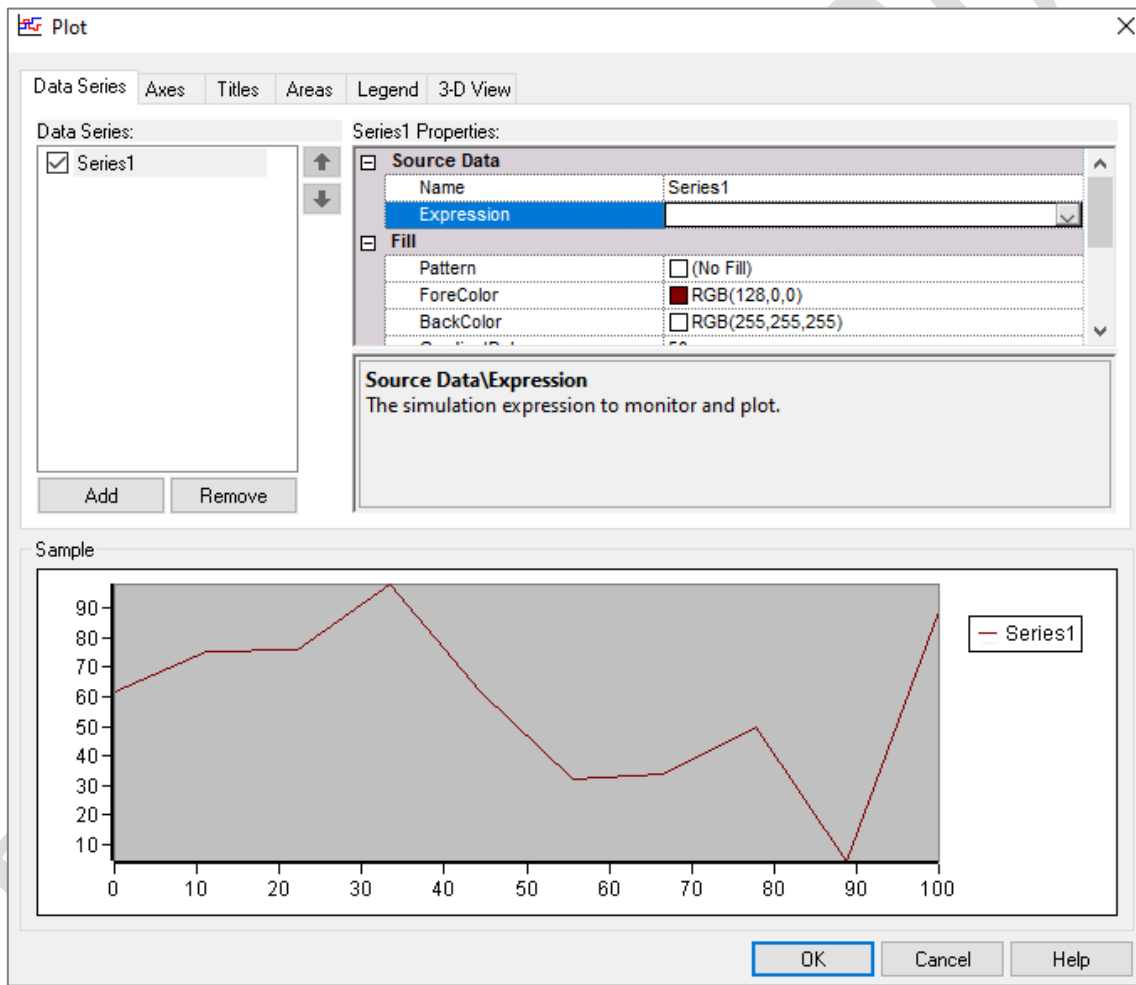 Plot
Data Series Axes Titles Areas Legend 3-D View
Data Series:
Series1
Add Remove
Series1 Properties:
Source Data
Name Series1
Expression
Fill
Pattern (No Fill)
ForeColor RGB(128,0,0)
BackColor RGB(255,255,255)
Source Data\Expression
The simulation expression to monitor and plot.
Sample
90
80
70
60
50
40
30
20
10
0 10 20 30 40 50 60 70 80 90 100
Series1
OK Cancel Help